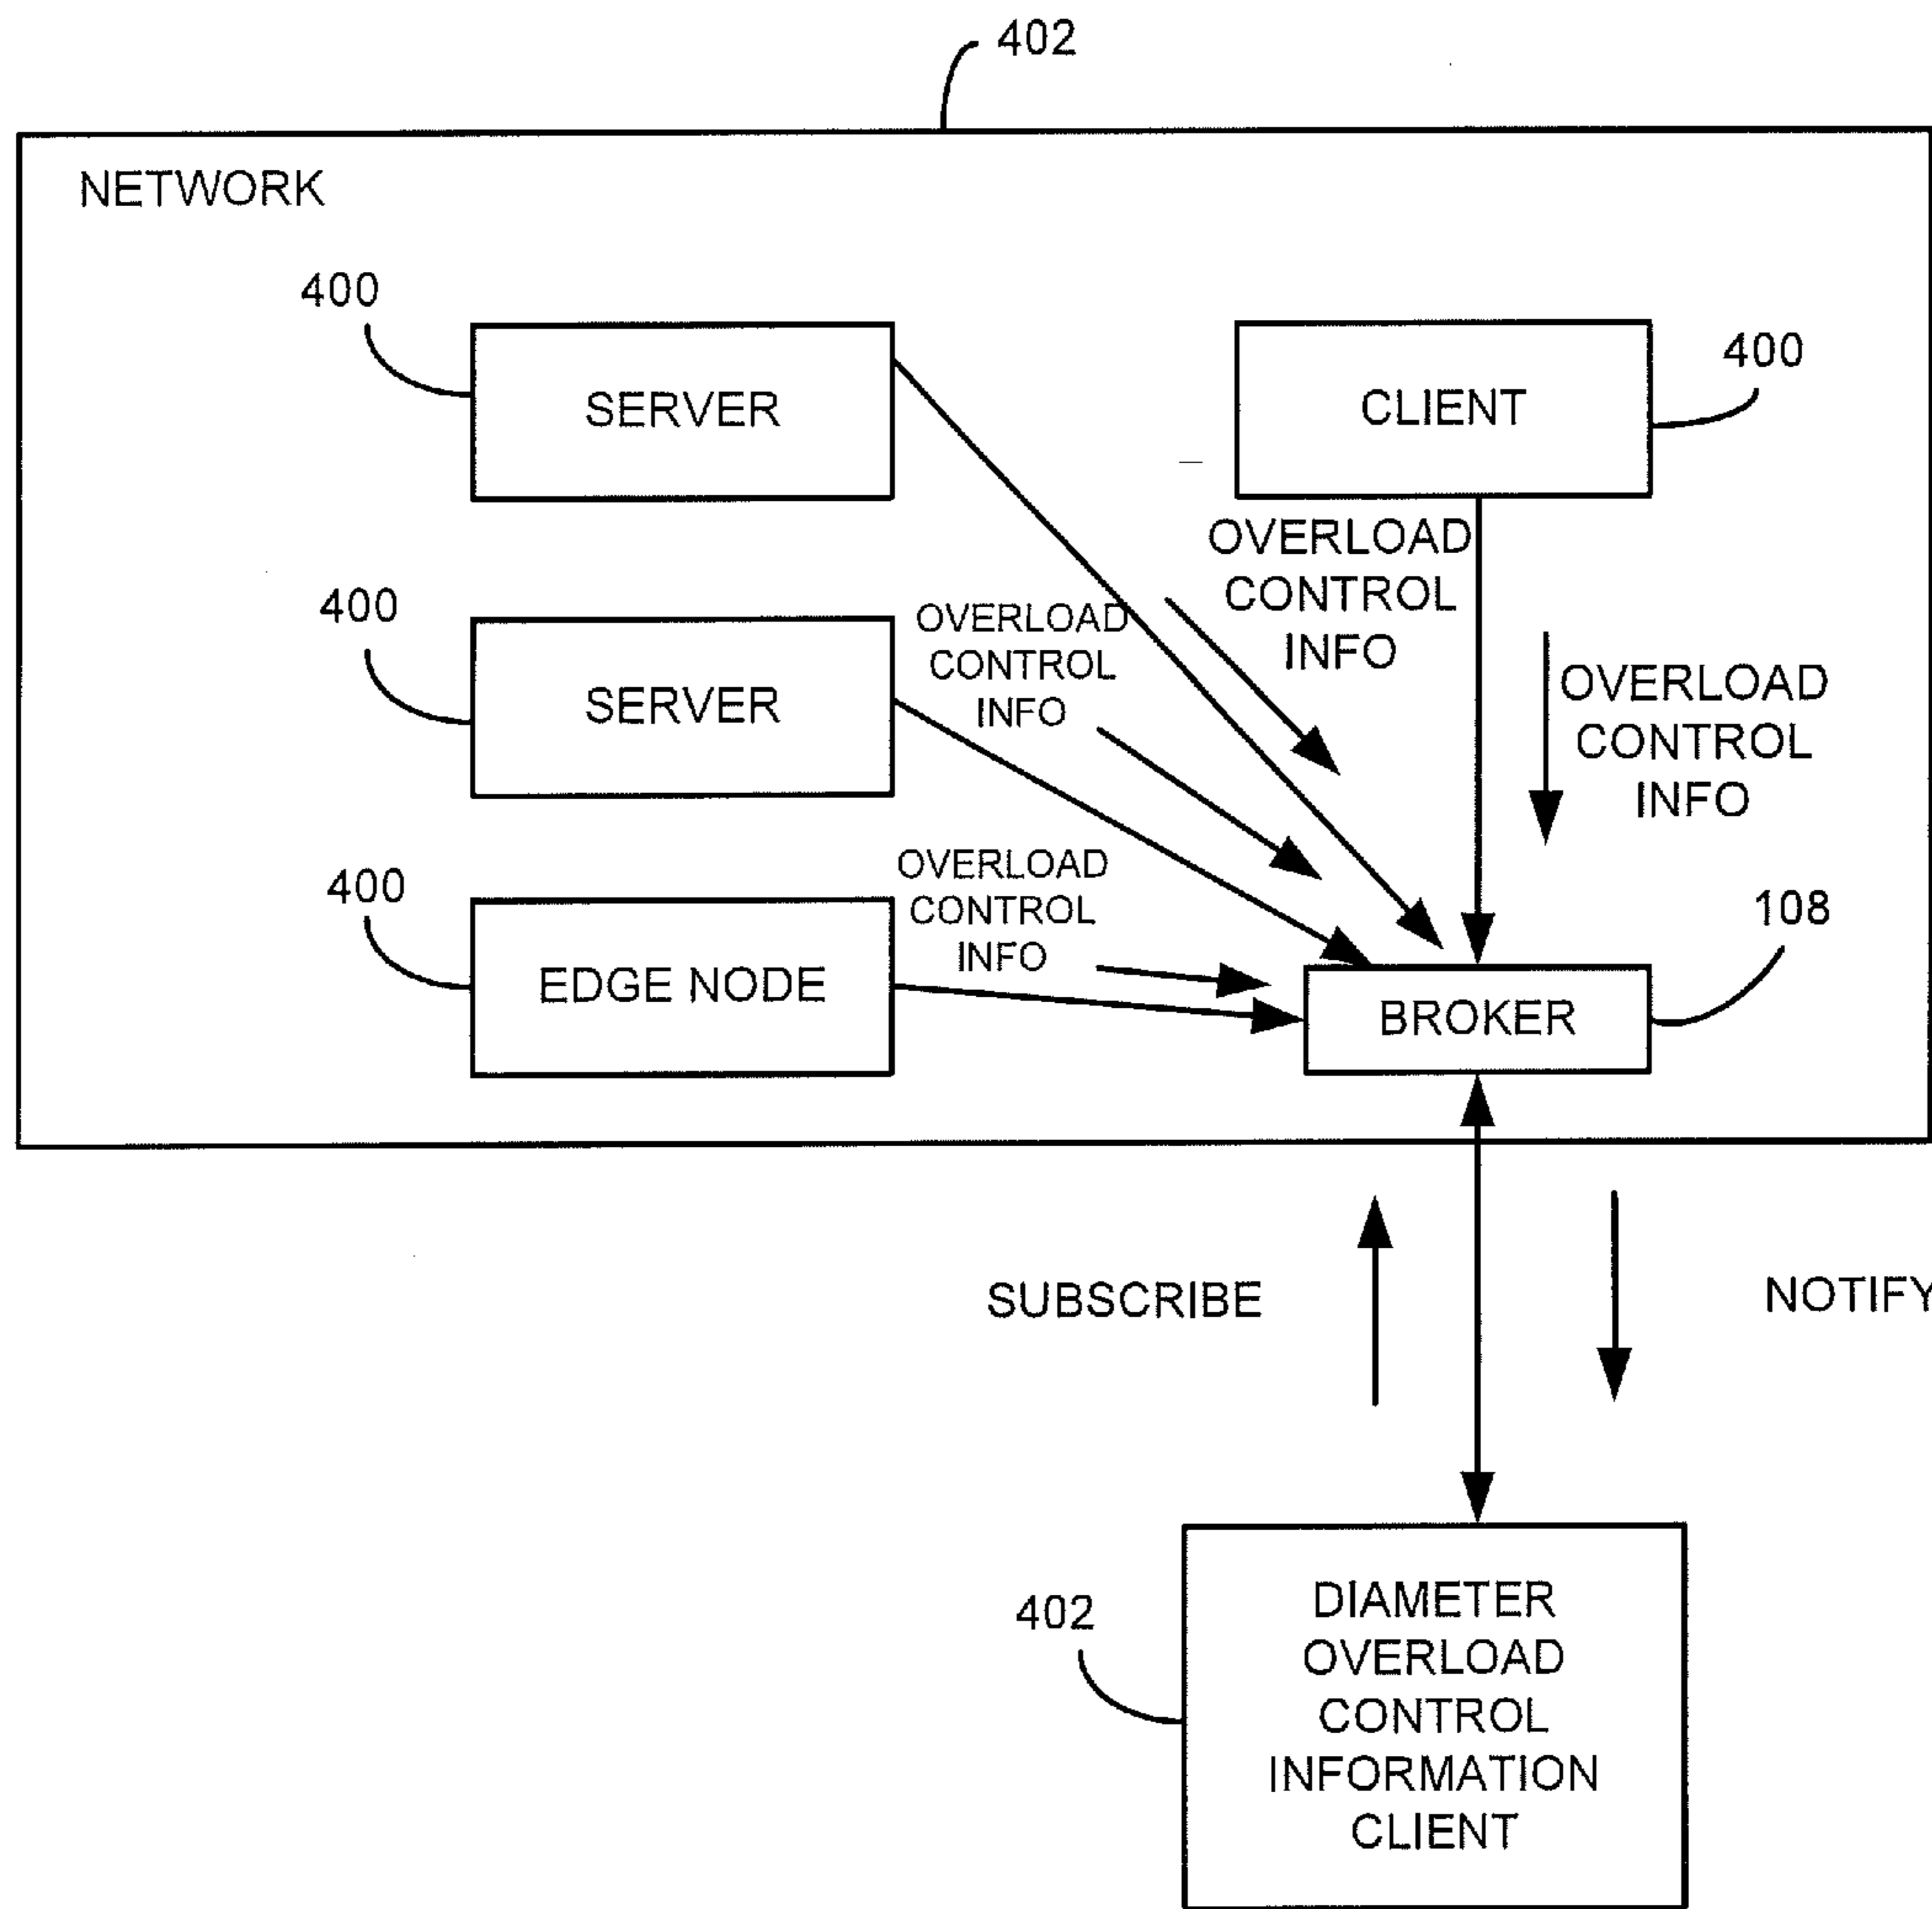 402
NETWORK
400
SERVER
CLIENT
400
OVERLOAD
CONTROL
INFO
400
SERVER
OVERLOAD
CONTROL
INFO
OVERLOAD
CONTROL
INFO
400
EDGE NODE
OVERLOAD
CONTROL
INFO
108
BROKER
SUBSCRIBE
NOTIFY
402
DIAMETER
OVERLOAD
CONTROL
INFORMATION
CLIENT